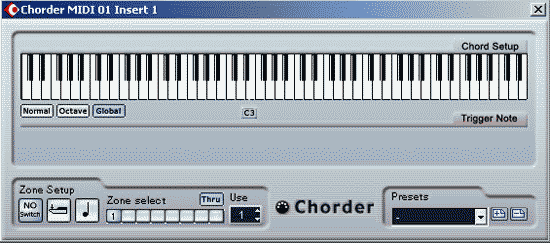 Chorder MIDI 01 Insert 1
Chord Setup
Normal Octave Global
C3
Trigger Note
Zone Setup
NO Switch
Zone select
1
Thru
Use
1
Chorder
Presets
-